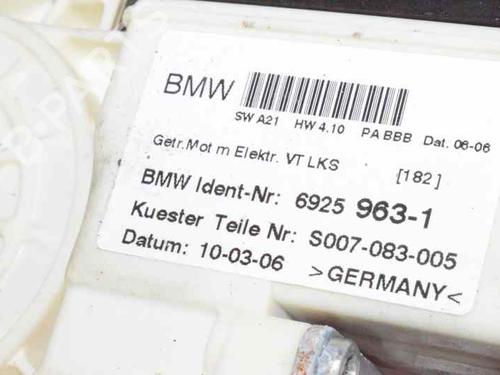 BMW
SW A21 HW 4.10 PA BBB Dat. 06-06
Getr.Mot m Elektr. VT LKS [182]
BMW Ident-Nr: 6925 963-1
Kuester Teile Nr: S007-083-005
Datum: 10-03-06 >GERMANY<